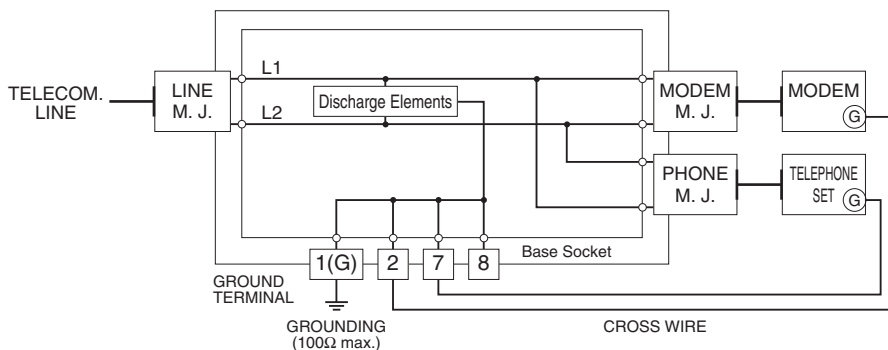 TELECOM.
LINE
LINE
M. J.
L1
L2
Discharge Elements
MODEM
M. J.
MODEM
G
PHONE
M. J.
TELEPHONE
SET
G
Base Socket
1(G)
2
7
8
GROUND
TERMINAL
GROUNDING
(100Ω max.)
CROSS WIRE